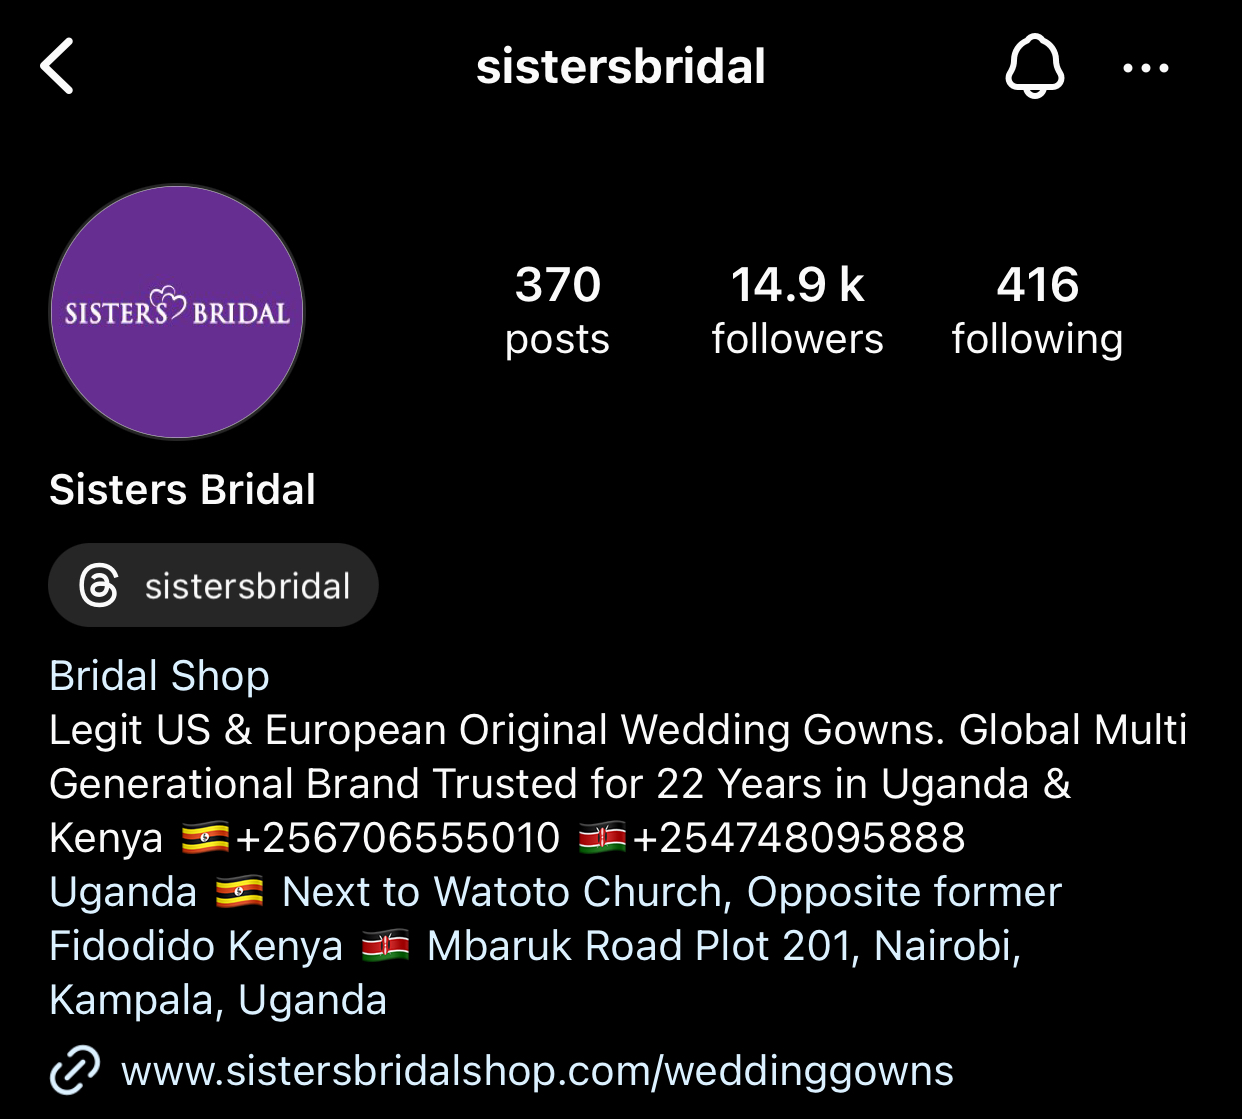 sistersbridal
SISTERS BRIDAL
370 14.9 k 416
posts followers following
Sisters Bridal
sistersbridal
Bridal Shop
Legit US & European Original Wedding Gowns. Global Multi
Generational Brand Trusted for 22 Years in Uganda &
Kenya 🇺🇬+256706555010 🇰🇪+254748095888
Uganda 🇺🇬 Next to Watoto Church, Opposite former
Fidodido Kenya 🇰🇪 Mbaruk Road Plot 201, Nairobi,
Kampala, Uganda
www.sistersbridalshop.com/weddinggowns